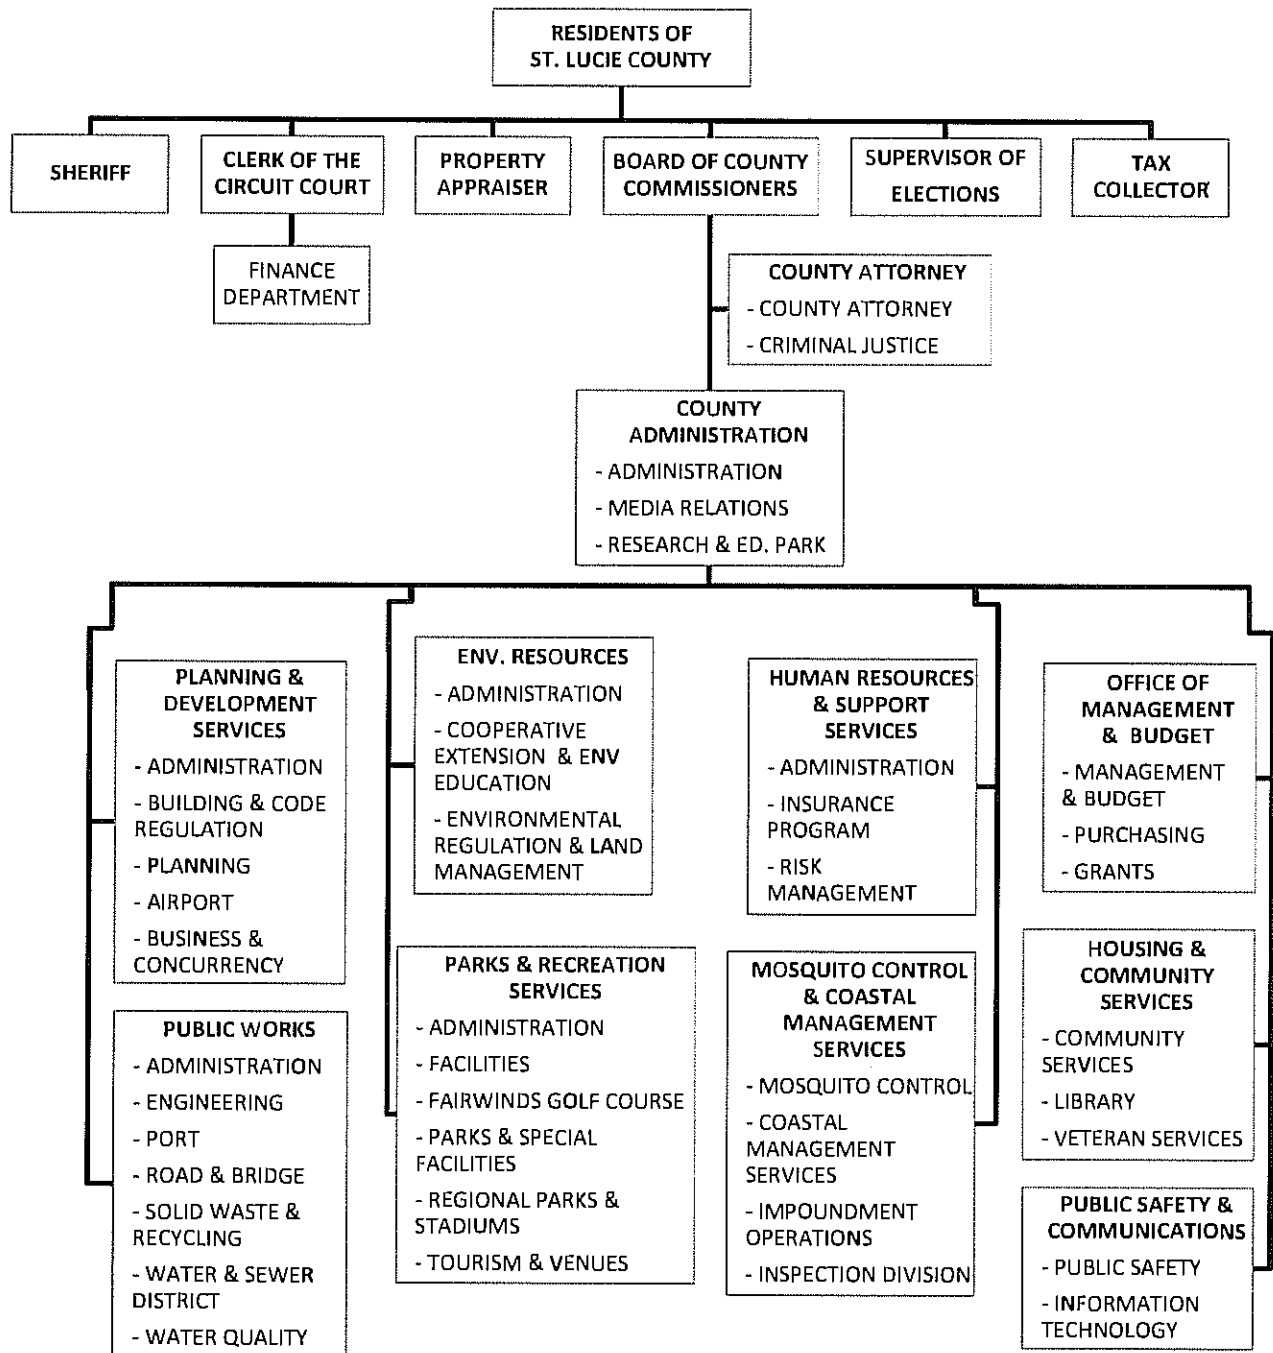 RESIDENTS OF
ST. LUCIE COUNTY
SHERIFF
CLERK OF THE
CIRCUIT COURT
PROPERTY
APPRAISER
BOARD OF COUNTY
COMMISSIONERS
SUPERVISOR OF
ELECTIONS
TAX
COLLECTOR
FINANCE
DEPARTMENT
COUNTY ATTORNEY
- COUNTY ATTORNEY
- CRIMINAL JUSTICE
COUNTY
ADMINISTRATION
- ADMINISTRATION
- MEDIA RELATIONS
- RESEARCH & ED. PARK
PLANNING &
DEVELOPMENT
SERVICES
- ADMINISTRATION
- BUILDING & CODE
REGULATION
- PLANNING
- AIRPORT
- BUSINESS &
CONCURRENCY
PUBLIC WORKS
- ADMINISTRATION
- ENGINEERING
- PORT
- ROAD & BRIDGE
- SOLID WASTE &
RECYCLING
- WATER & SEWER
DISTRICT
- WATER QUALITY
ENV. RESOURCES
- ADMINISTRATION
- COOPERATIVE
EXTENSION & ENV
EDUCATION
- ENVIRONMENTAL
REGULATION & LAND
MANAGEMENT
PARKS & RECREATION
SERVICES
- ADMINISTRATION
- FACILITIES
- FAIRWINDS GOLF COURSE
- PARKS & SPECIAL
FACILITIES
- REGIONAL PARKS &
STADIUMS
- TOURISM & VENUES
HUMAN RESOURCES
& SUPPORT
SERVICES
- ADMINISTRATION
- INSURANCE
PROGRAM
- RISK
MANAGEMENT
MOSQUITO CONTROL
& COASTAL
MANAGEMENT
SERVICES
- MOSQUITO CONTROL
- COASTAL
MANAGEMENT
SERVICES
- IMPOUNDMENT
OPERATIONS
- INSPECTION DIVISION
OFFICE OF
MANAGEMENT
& BUDGET
- MANAGEMENT
& BUDGET
- PURCHASING
- GRANTS
HOUSING &
COMMUNITY
SERVICES
- COMMUNITY
SERVICES
- LIBRARY
- VETERAN SERVICES
PUBLIC SAFETY &
COMMUNICATIONS
- PUBLIC SAFETY
- INFORMATION
TECHNOLOGY